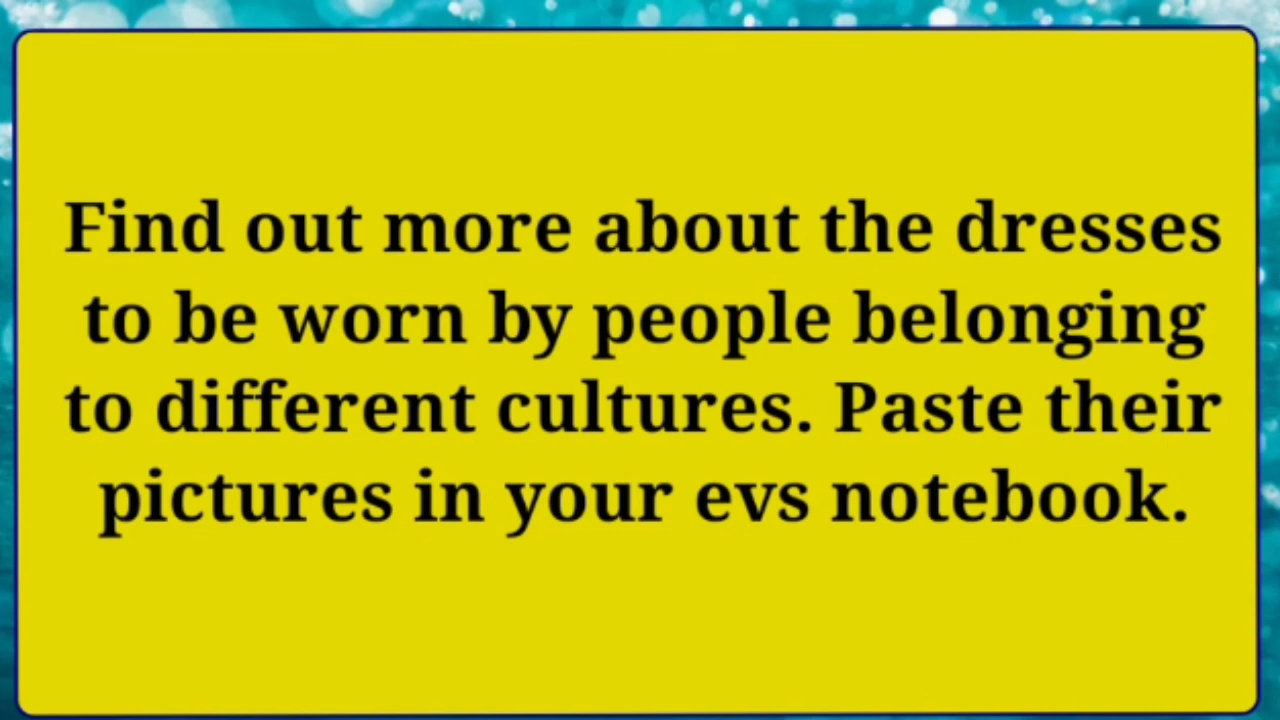 Find out more about the dresses
to be worn by people belonging
to different cultures. Paste their
pictures in your evs notebook.